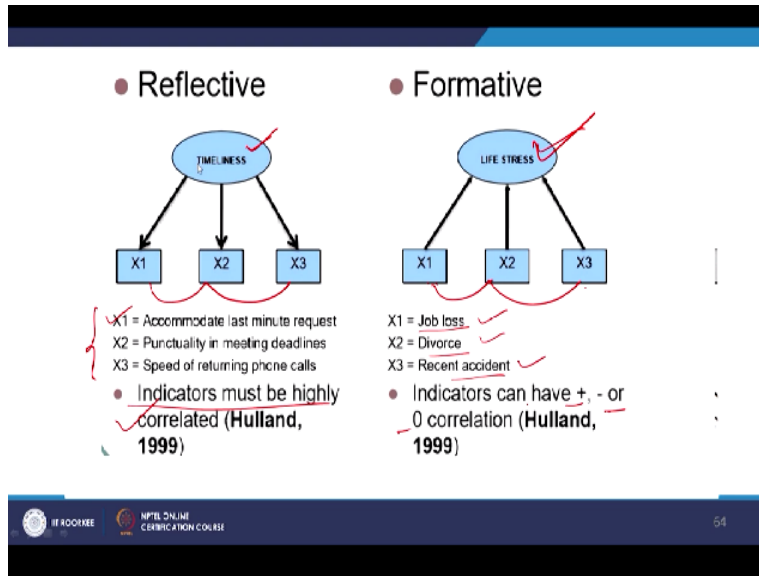 Reflective
TIMELINESS
X1 X2 X3
X1 = Accommodate last minute request
X2 = Punctuality in meeting deadlines
X3 = Speed of returning phone calls
Indicators must be highly
correlated (Hulland,
1999)
Formative
LIFE STRESS
X1 X2 X3
X1 = Job loss
X2 = Divorce
X3 = Recent accident
Indicators can have +, - or
0 correlation (Hulland,
1999)
IIT ROORKEE
NPTEL ONLINE
CERTIFICATION COURSE
64